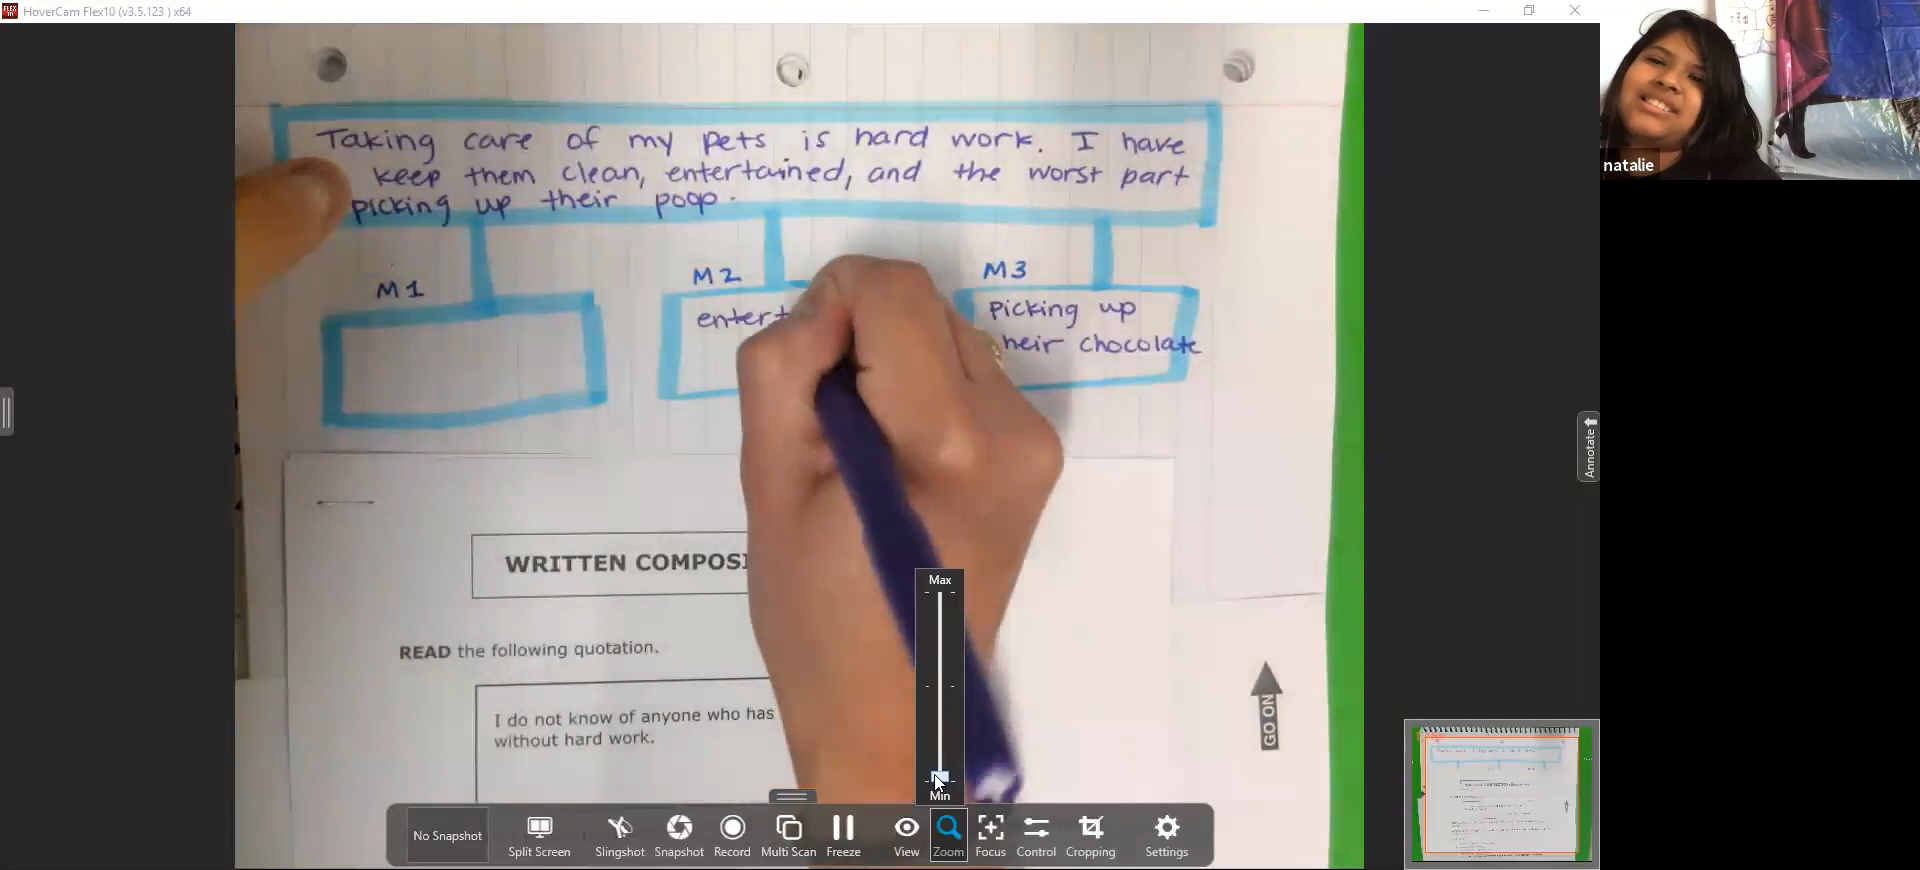 HoverCam Flex10 (v3.5.123 ) x64
natalie
Taking care of my pets is hard work. I have
keep them clean, entertained, and the worst part
picking up their poop.
M1
M2
M3
entert
Picking up
heir chocolate
WRITTEN COMPOSI
READ the following quotation.
I do not know of anyone who has
without hard work.
GO ON
Annotate
Max
Min
No Snapshot
Split Screen
Slingshot
Snapshot
Record
Multi Scan
Freeze
View
Zoom
Focus
Control
Cropping
Settings